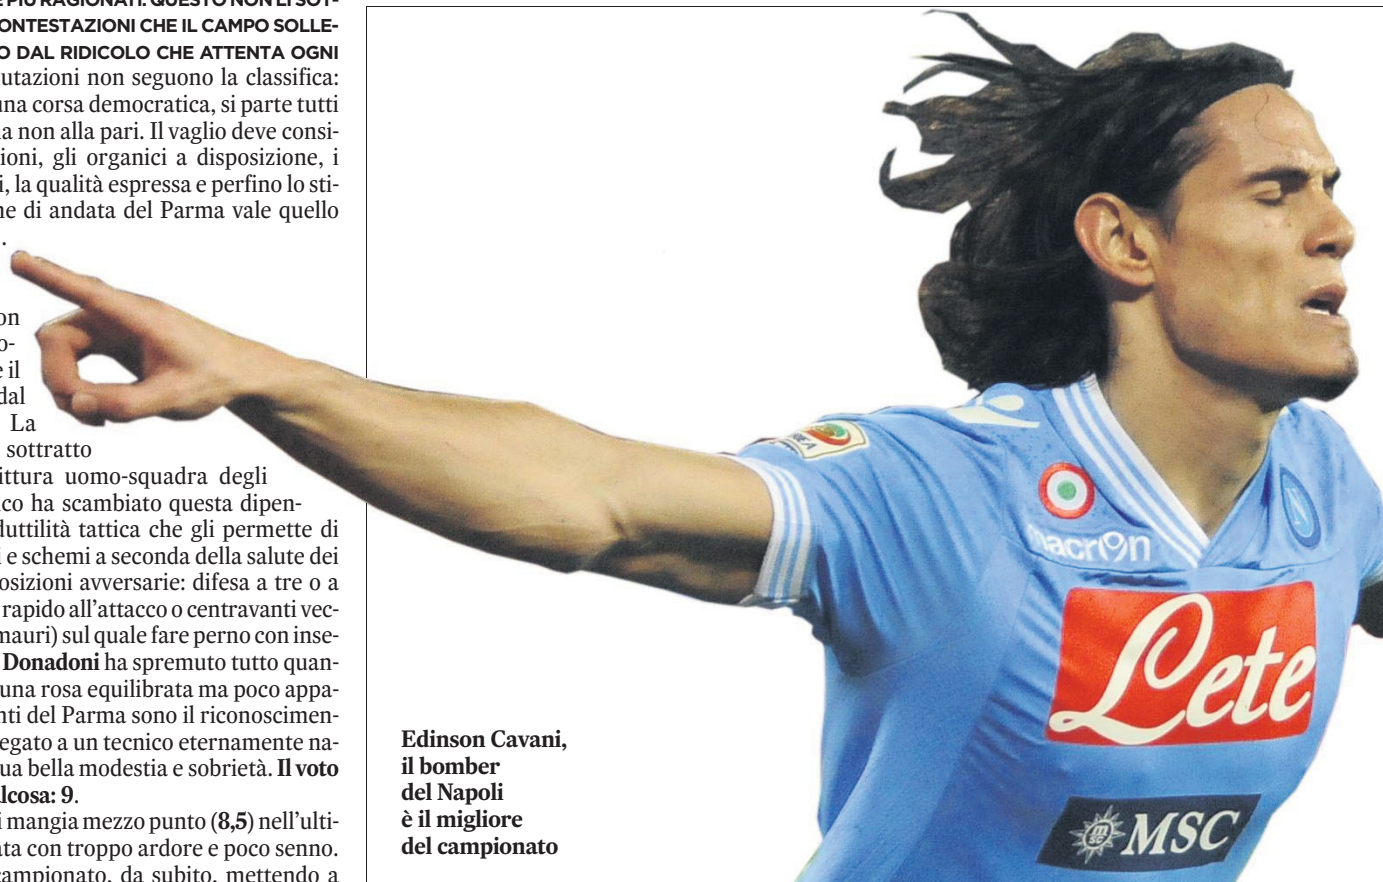 E PIÙ RAGIONATI. QUESTO NON LI SOT-
ONTESTAZIONI CHE IL CAMPO SOLLE-
O DAL RIDICOLO CHE ATTENTA OGNI
utazioni non seguono la classifica:
una corsa democratica, si parte tutti
a non alla pari. Il vaglio deve consi-
ioni, gli organici a disposizione, i
i, la qualità espressa e perfino lo sti-
ne di andata del Parma vale quello
.
on
o-
e il
dal
La
sottratto
ittura uomo-squadra degli
ico ha scambiato questa dipen-
duttilità tattica che gli permette di
i e schemi a seconda della salute dei
osizioni avversarie: difesa a tre o a
rapido all'attacco o centravanti vec-
mauri) sul quale fare perno con inse-
Donadoni ha spremuto tutto quan-
una rosa equilibrata ma poco appa-
nti del Parma sono il riconoscimen-
egato a un tecnico eternamente na-
ua bella modestia e sobrietà. Il voto
alcosa: 9.
i mangia mezzo punto (8,5) nell'ulti-
ata con troppo ardore e poco senno.
campionato, da subito, mettendo a
Edinson Cavani,
il bomber
del Napoli
è il migliore
del campionato
macron
N
Lete
msc
MSC